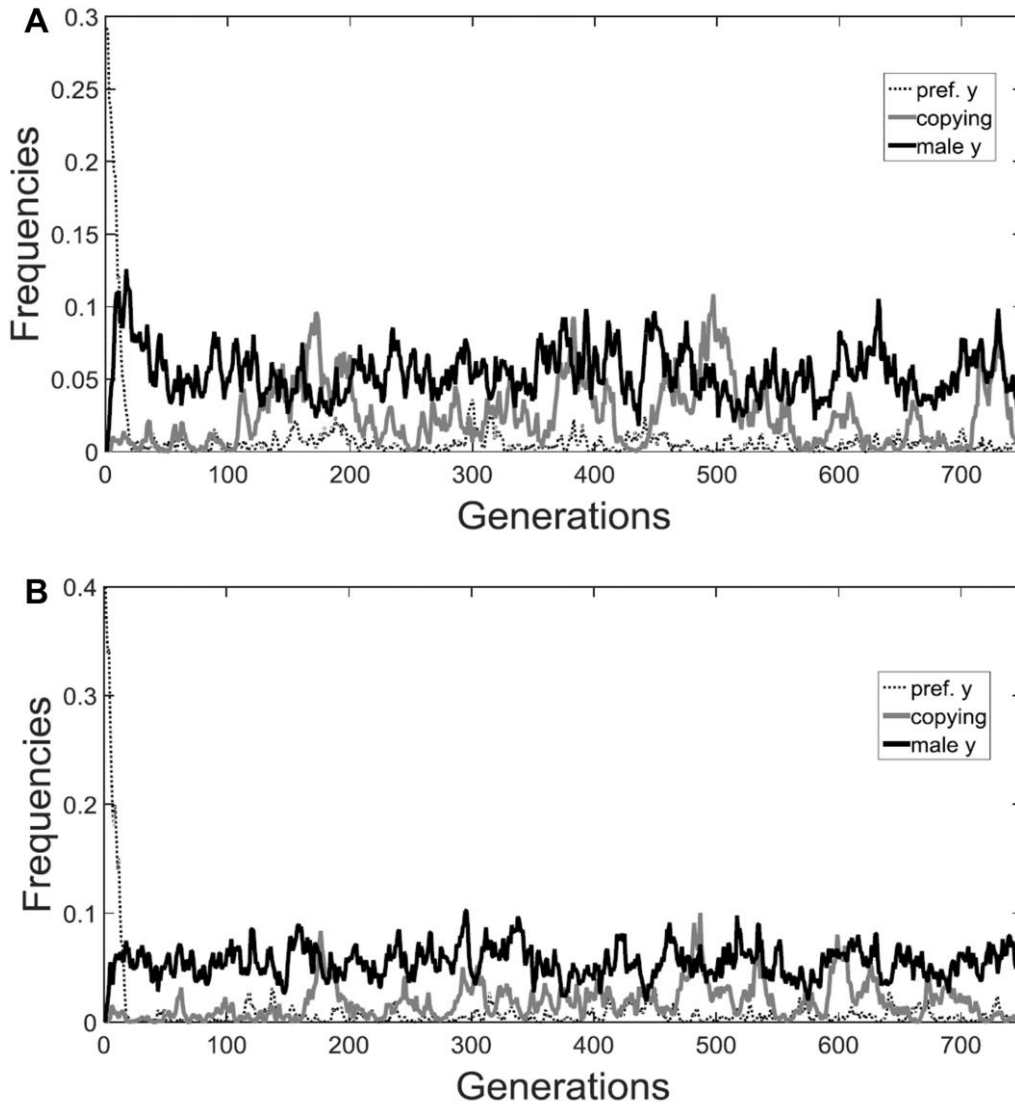 A
0.3
0.25
0.2
0.15
0.1
0.05
0
Frequencies
pref. y
copying
male y
0 100 200 300 400 500 600 700
Generations
B
0.4
0.3
0.2
0.1
0
Frequencies
pref. y
copying
male y
0 100 200 300 400 500 600 700
Generations